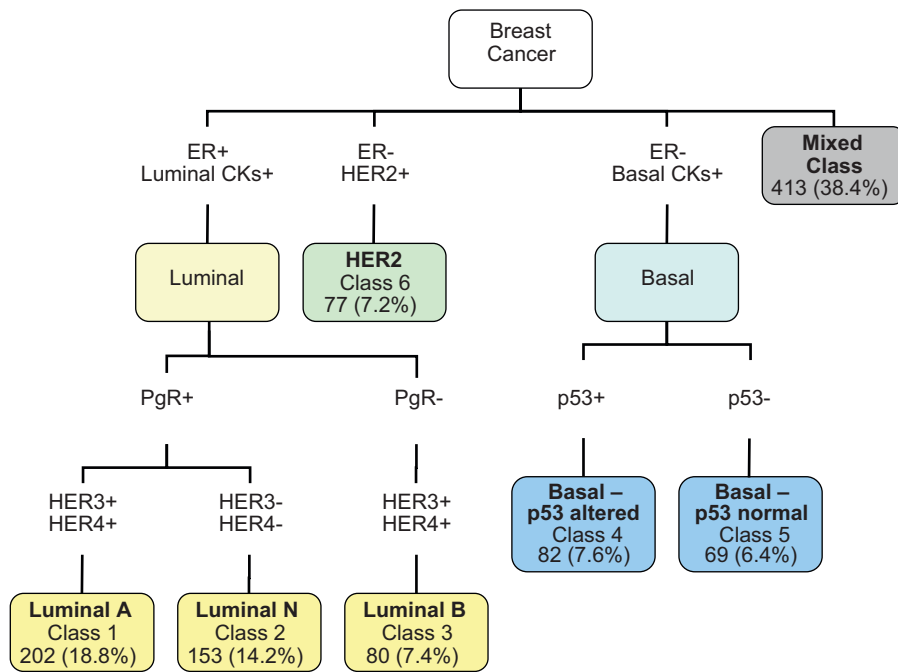 Breast
Cancer
ER+
Luminal CKs+
ER-
HER2+
ER-
Basal CKs+
Mixed
Class
413 (38.4%)
Luminal
HER2
Class 6
77 (7.2%)
Basal
PgR+
PgR-
p53+
p53-
HER3+
HER4+
HER3-
HER4-
HER3+
HER4+
Basal –
p53 altered
Class 4
82 (7.6%)
Basal –
p53 normal
Class 5
69 (6.4%)
Luminal A
Class 1
202 (18.8%)
Luminal N
Class 2
153 (14.2%)
Luminal B
Class 3
80 (7.4%)